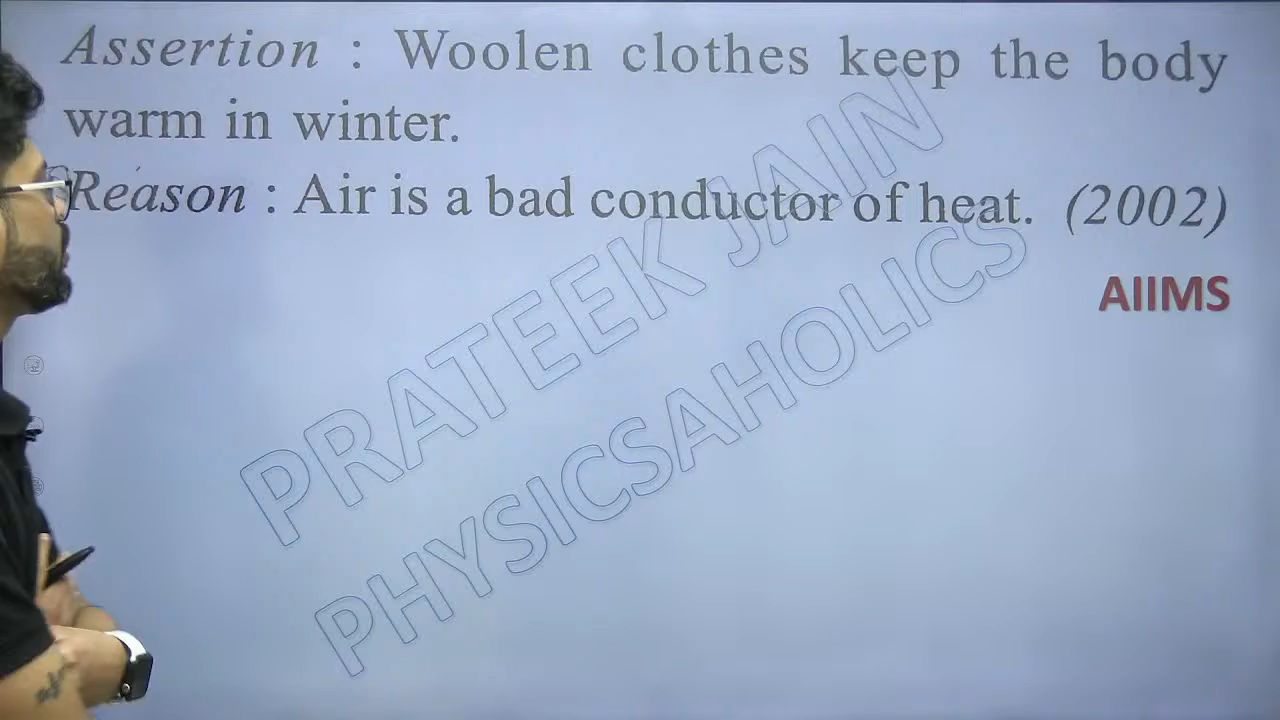 Assertion : Woolen clothes keep the body
warm in winter.
Reason : Air is a bad conductor of heat. (2002)
AIIMS
PRATEEK JAIN
PHYSICSAHOLICS